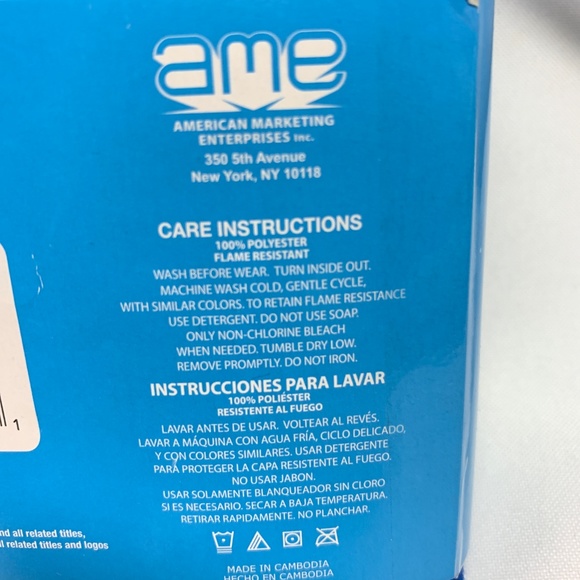 ame
AMERICAN MARKETING
ENTERPRISES Inc.
350 5th Avenue
New York, NY 10118
CARE INSTRUCTIONS
100% POLYESTER
FLAME RESISTANT
WASH BEFORE WEAR. TURN INSIDE OUT.
MACHINE WASH COLD, GENTLE CYCLE,
WITH SIMILAR COLORS. TO RETAIN FLAME RESISTANCE
USE DETERGENT. DO NOT USE SOAP.
ONLY NON-CHLORINE BLEACH
WHEN NEEDED. TUMBLE DRY LOW.
REMOVE PROMPTLY. DO NOT IRON.
INSTRUCCIONES PARA LAVAR
100% POLIÉSTER
RESISTENTE AL FUEGO
LAVAR ANTES DE USAR. VOLTEAR AL REVÉS.
LAVAR A MÁQUINA CON AGUA FRÍA, CICLO DELICADO,
Y CON COLORES SIMILARES. USAR DETERGENTE
PARA PROTEGER LA CAPA RESISTENTE AL FUEGO.
NO USAR JABON.
USAR SOLAMENTE BLANQUEADOR SIN CLORO
SI ES NECESARIO. SECAR A BAJA TEMPERATURA.
RETIRAR RAPIDAMENTE. NO PLANCHAR.
1
all related titles,
related titles and logos
MADE IN CAMBODIA
HECHO EN CAMBODIA